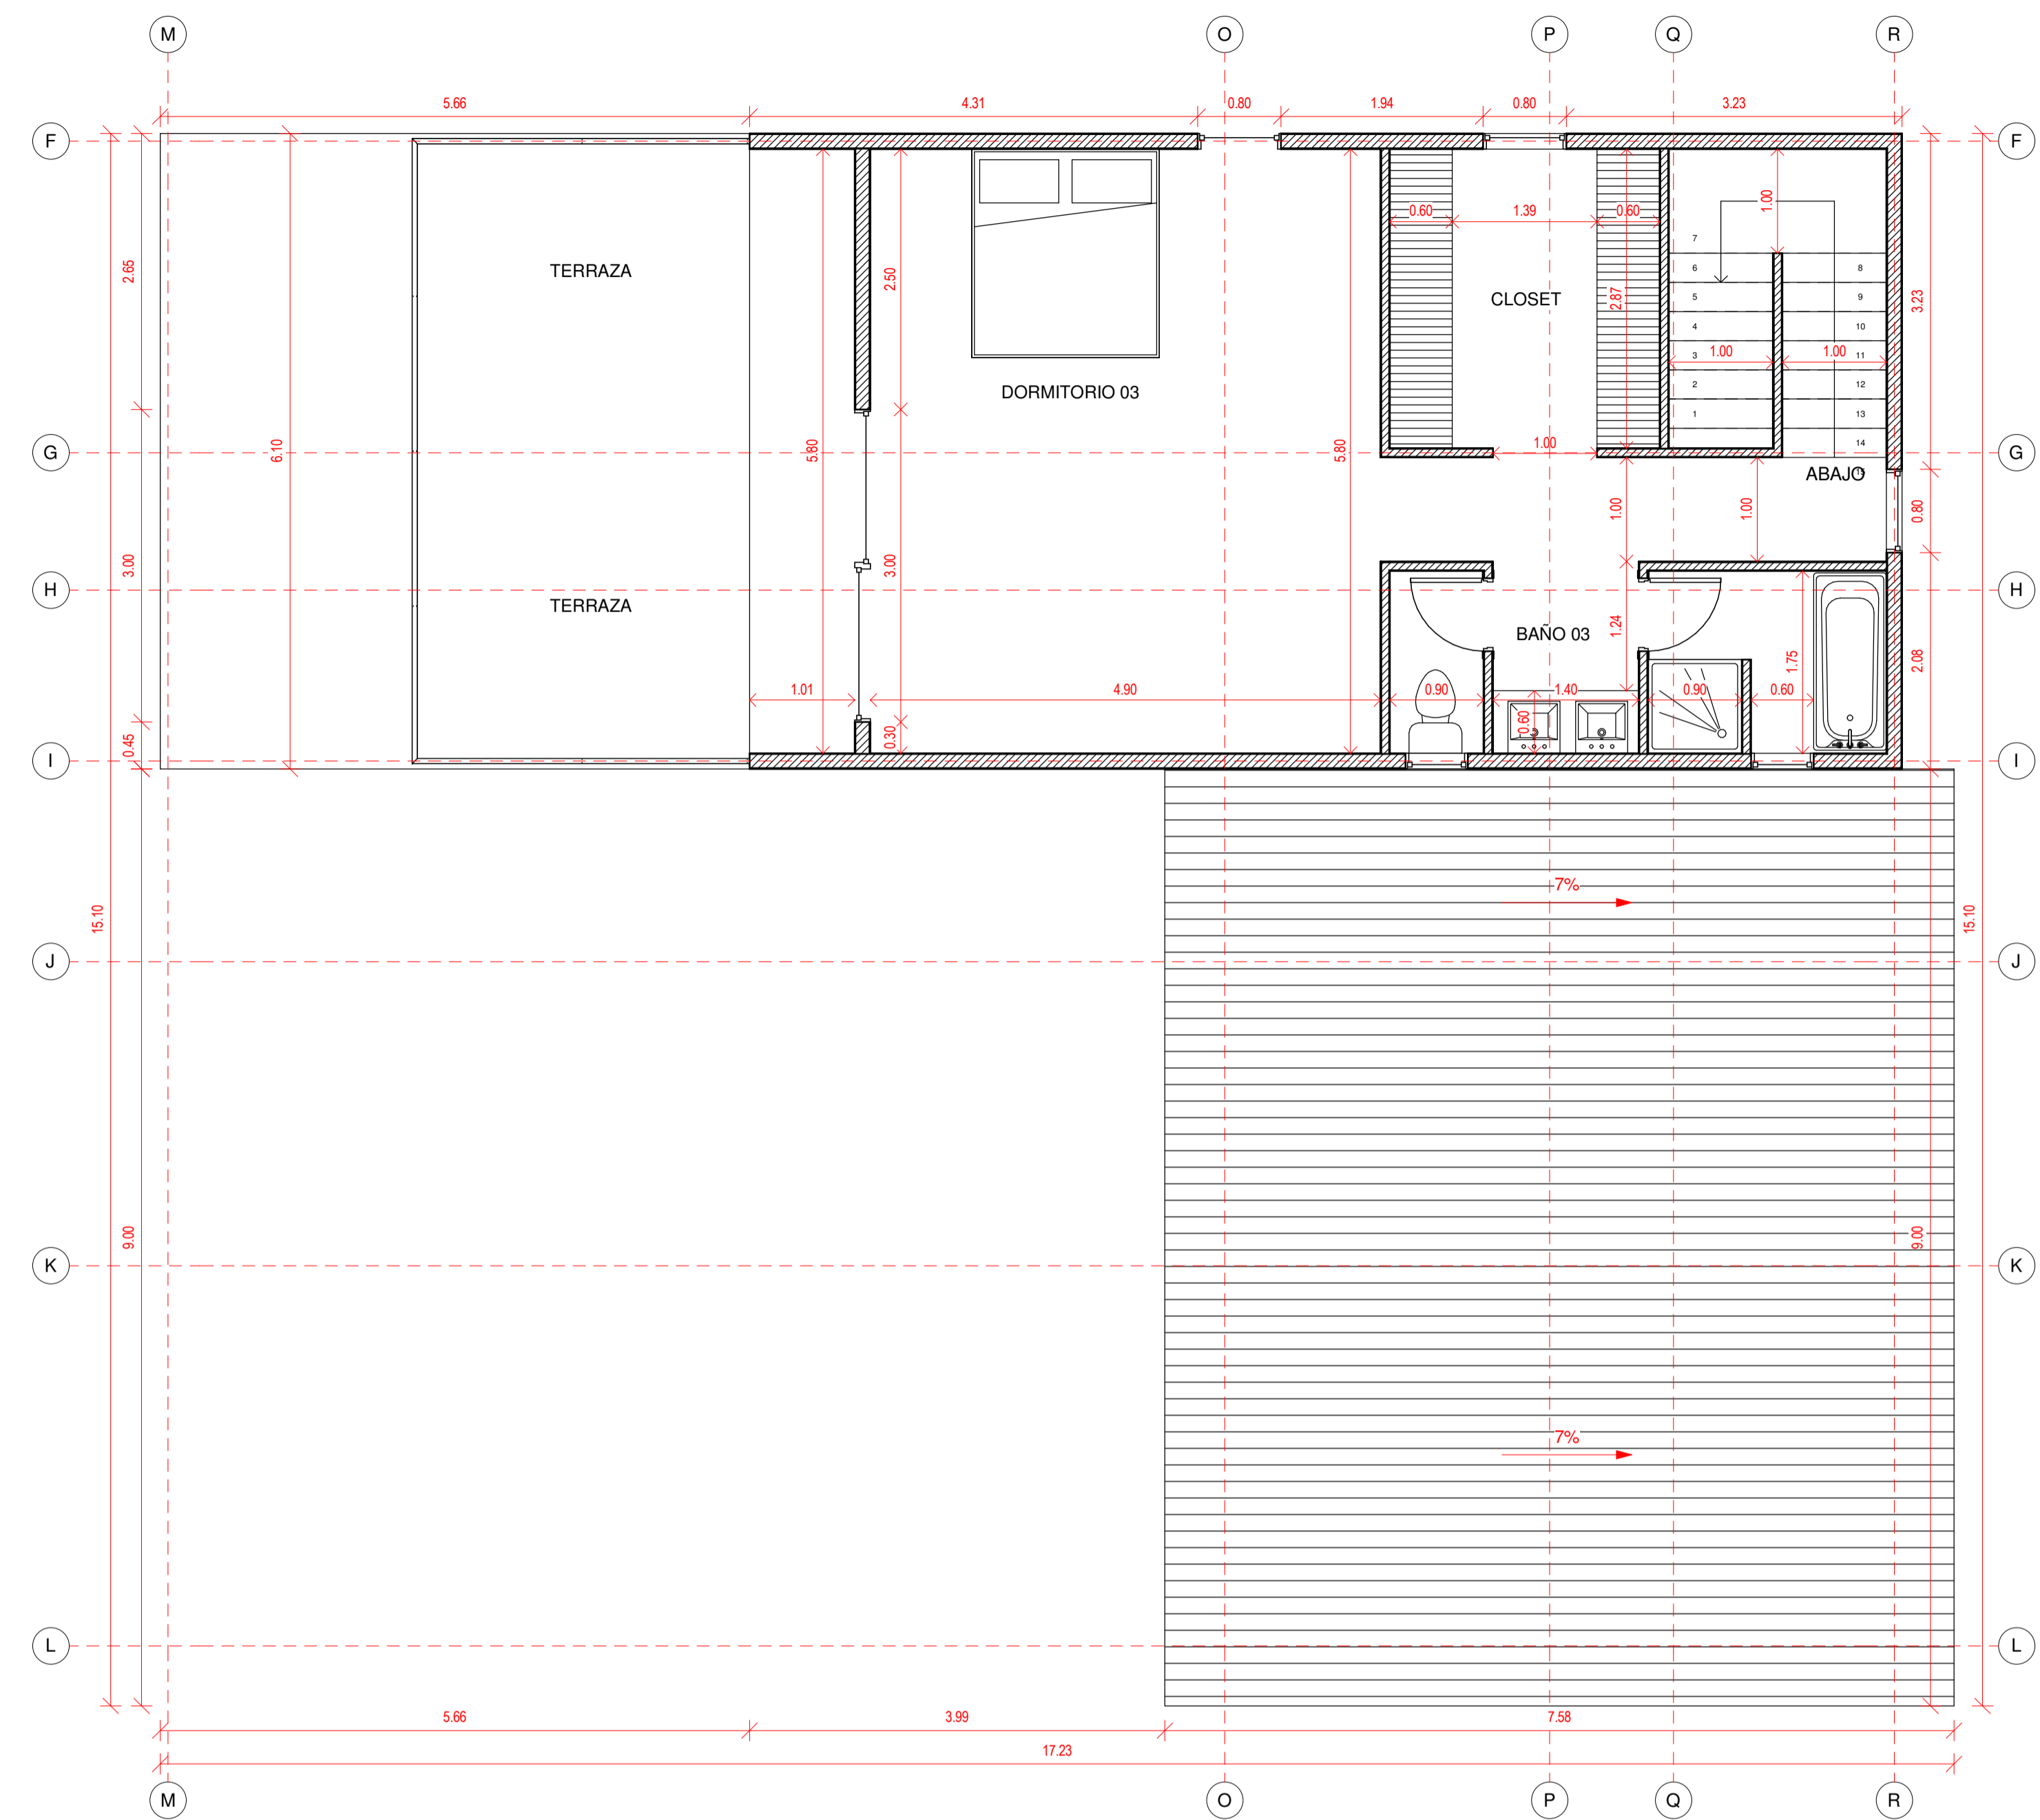 M
O
P
Q
R
5.66
4.31
0.80
1.94
0.80
3.23
F
F
2.65
6.10
TERRAZA
5.80
2.50
DORMITORIO 03
5.80
0.60
1.39
0.60
CLOSET
2.87
1.00
1.00
7
6
5
4
3
2
1
1.00
1.00
8
9
10
11
12
13
14
15
ABAJO
3.23
G
G
1.00
1.00
0.80
3.00
3.00
H
H
TERRAZA
BAÑO 03
1.24
1.75
2.08
1.01
4.90
0.90
1.40
0.60
0.90
0.60
0.45
0.30
I
I
7%
15.10
15.10
J
J
9.00
9.00
K
K
7%
L
L
5.66
3.99
7.58
17.23
M
O
P
Q
R